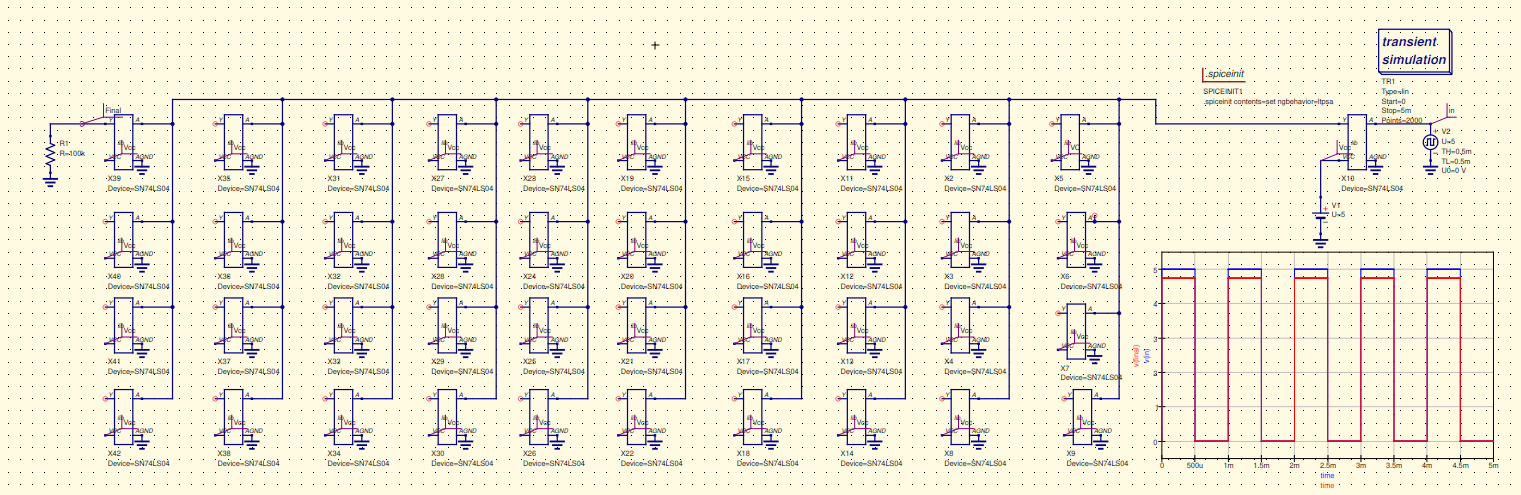 transient
simulation
.spiceinit
SPICEINIT1
.spiceinit contents=set ngbehavior=ltpsa
TR1
Type=lin
Start=0
Stop=5m
Points=2000
in
Final
R1
R=100k
V2
U=5
TH=0.5m
TL=0.5m
U0=0 V
V1
U=5
Y A Vcc VCC AGND
X39 X35 X31 X27 X23 X19 X15 X11 X2 X5 X10
Device=SN74LS04 Device=SN74LS04 Device=SN74LS04 Device=SN74LS04 Device=SN74LS04 Device=SN74LS04 Device=SN74LS04 Device=SN74LS04 Device=SN74LS04 Device=SN74LS04 Device=SN74LS04
X40 X36 X32 X28 X24 X20 X16 X12 X3 X6
Device=SN74LS04 Device=SN74LS04 Device=SN74LS04 Device=SN74LS04 Device=SN74LS04 Device=SN74LS04 Device=SN74LS04 Device=SN74LS04 Device=SN74LS04 Device=SN74LS04
X41 X37 X33 X29 X25 X21 X17 X13 X4 X7
Device=SN74LS04 Device=SN74LS04 Device=SN74LS04 Device=SN74LS04 Device=SN74LS04 Device=SN74LS04 Device=SN74LS04 Device=SN74LS04 Device=SN74LS04 Device=SN74LS04
X42 X38 X34 X30 X26 X22 X18 X14 X8 X9
Device=SN74LS04 Device=SN74LS04 Device=SN74LS04 Device=SN74LS04 Device=SN74LS04 Device=SN74LS04 Device=SN74LS04 Device=SN74LS04 Device=SN74LS04 Device=SN74LS04
5
4
3
2
1
0
v(final)
v(in)
0 500u 1m 1.5m 2m 2.5m 3m 3.5m 4m 4.5m 5m
time
time